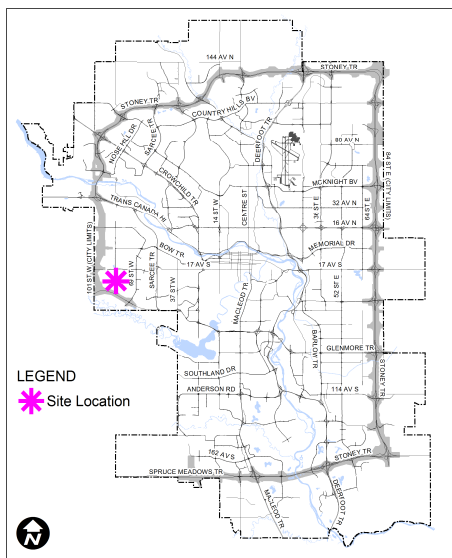 144 AV N
STONEY TR
STONEY TR
COUNTRY HILLS BV
NOSE HILL DR
SARCEE TR
DEERFOOT TR
80 AV N
CROWCHILD TR
84 ST E (CITY LIMITS)
MCKNIGHT BV
TRANS CANADA HI
14 ST W
CENTRE ST
36 ST E
32 AV N
64 ST E
16 AV N
101 ST W (CITY LIMITS)
BOW TR
MEMORIAL DR
17 AV S
17 AV S
69 ST W
SARCEE TR
37 ST W
MACLEOD TR
52 ST E
BARLOW TR
GLENMORE TR
SOUTHLAND DR
STONEY TR
LEGEND
Site Location
ANDERSON RD
114 AV S
162 AV S
STONEY TR
SPRUCE MEADOWS TR
MACLEOD TR
DEERFOOT TR
N